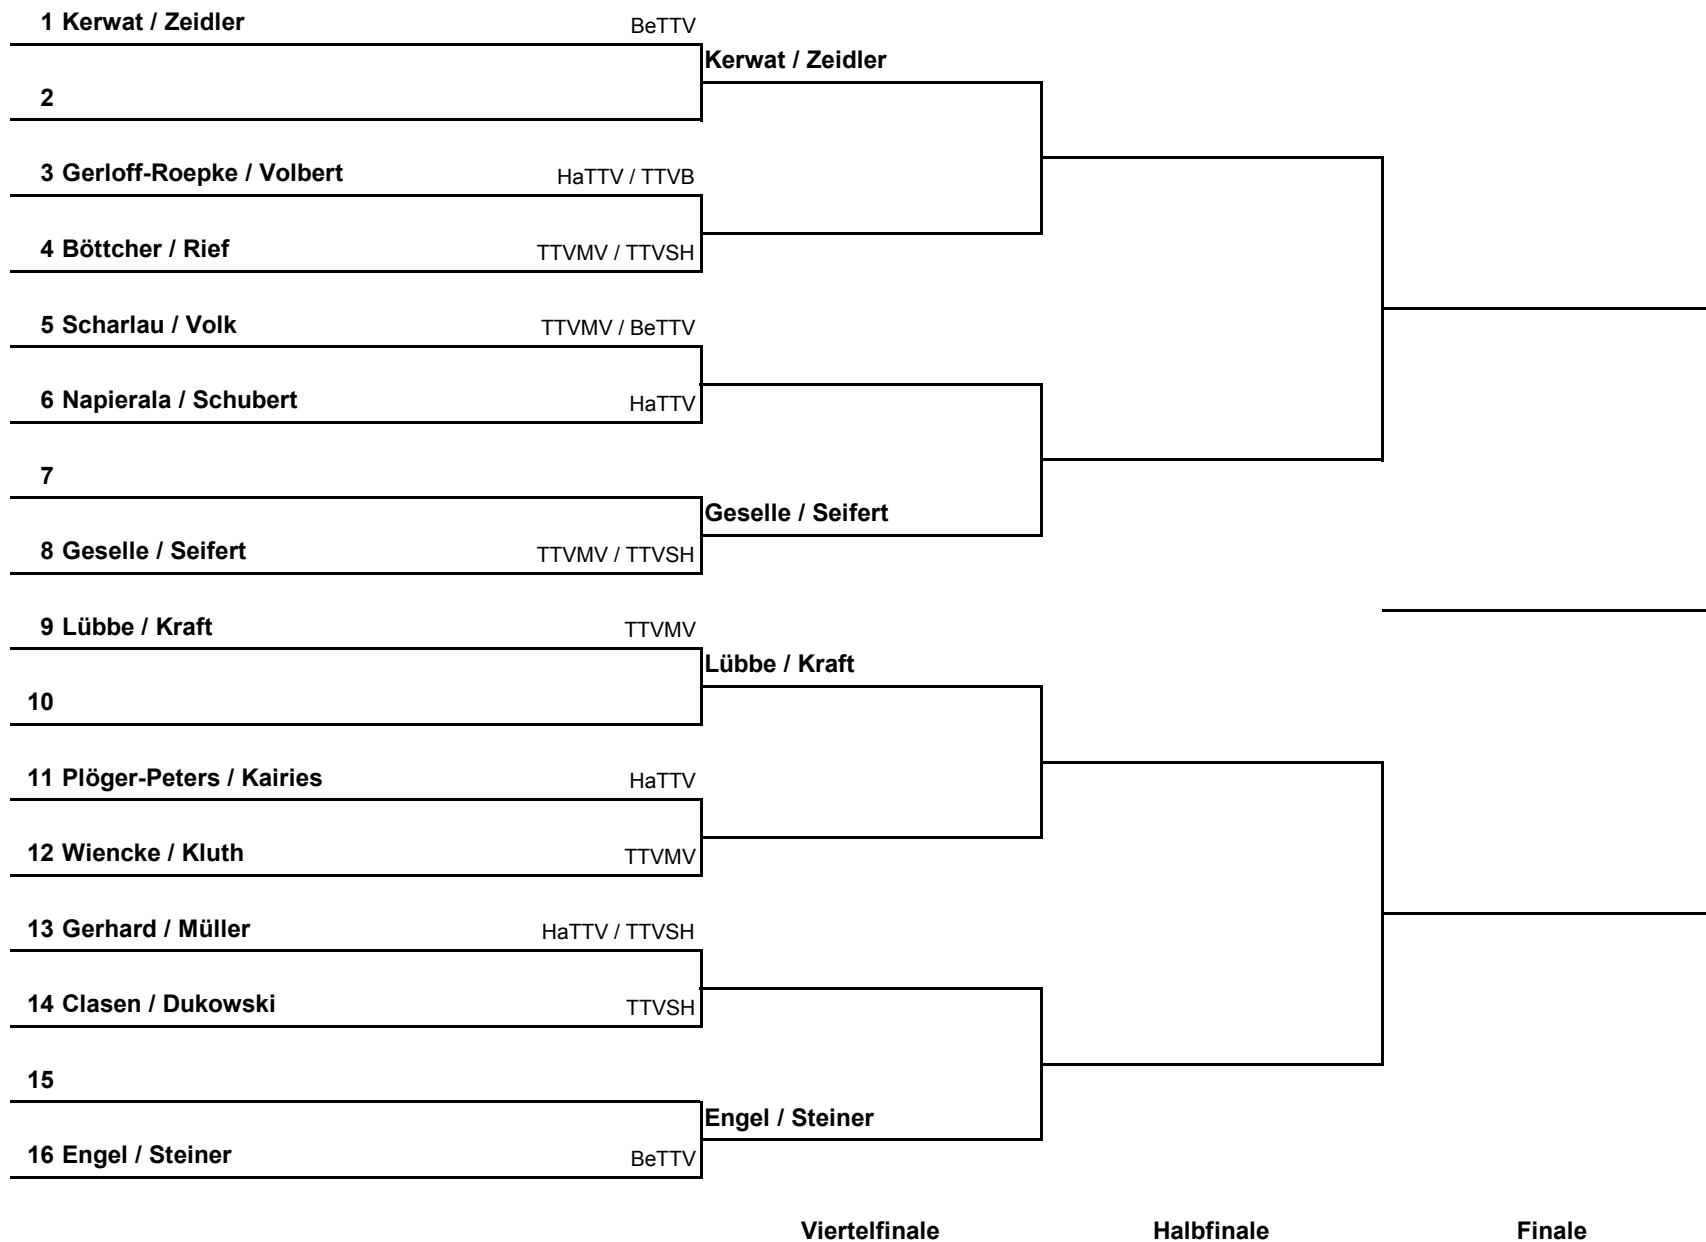 1 Kerwat / Zeidler BeTTV
Kerwat / Zeidler
2
3 Gerloff-Roepke / Volbert HaTTV / TTVB
4 Böttcher / Rief TTVMV / TTVSH
5 Scharlau / Volk TTVMV / BeTTV
6 Napierala / Schubert HaTTV
7
Geselle / Seifert
8 Geselle / Seifert TTVMV / TTVSH
9 Lübbe / Kraft TTVMV
Lübbe / Kraft
10
11 Plöger-Peters / Kairies HaTTV
12 Wiencke / Kluth TTVMV
13 Gerhard / Müller HaTTV / TTVSH
14 Clasen / Dukowski TTVSH
15
Engel / Steiner
16 Engel / Steiner BeTTV
Viertelfinale Halbfinale Finale